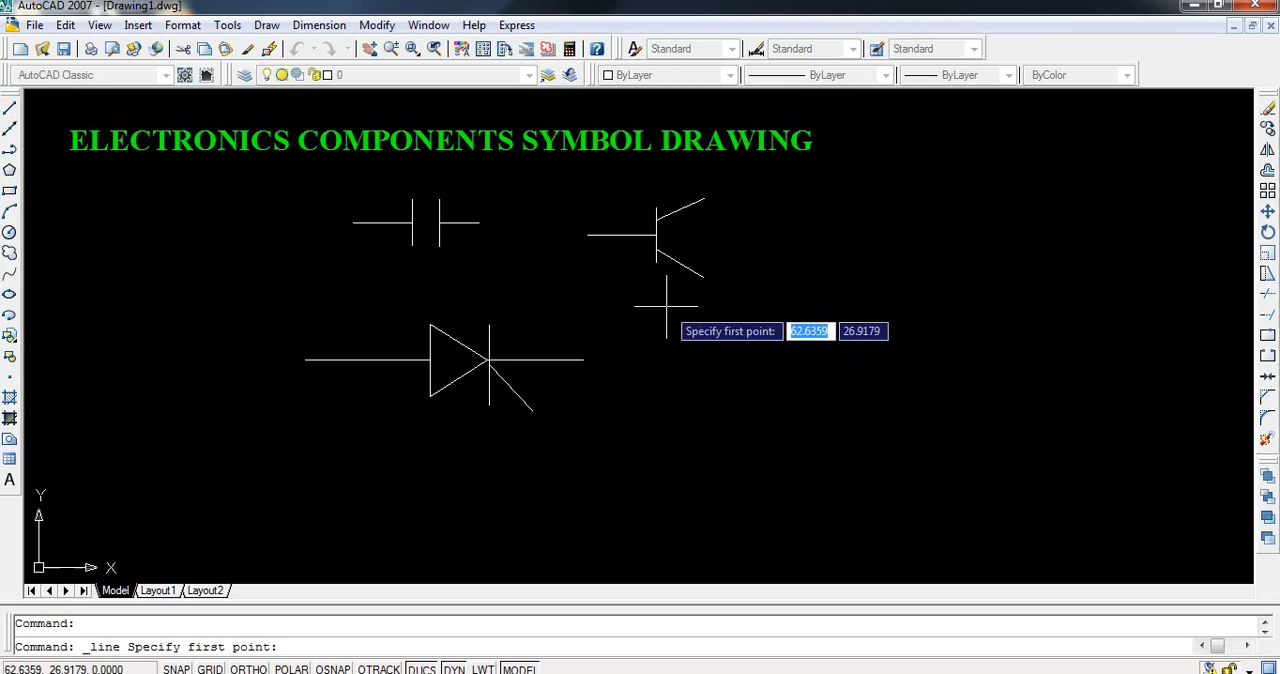 AutoCAD 2007 - [Drawing1.dwg]
File Edit View Insert Format Tools Draw Dimension Modify Window Help Express
Standard Standard Standard
AutoCAD Classic 0 ByLayer ByLayer ByLayer ByColor
ELECTRONICS COMPONENTS SYMBOL DRAWING
Specify first point: 62.6359 26.9179
Y
X
A
Model Layout1 Layout2
Command:
Command: _line Specify first point:
62.6359, 26.9179, 0.0000 SNAP GRID ORTHO POLAR OSNAP OTRACK DUCS DYN LWT MODEL